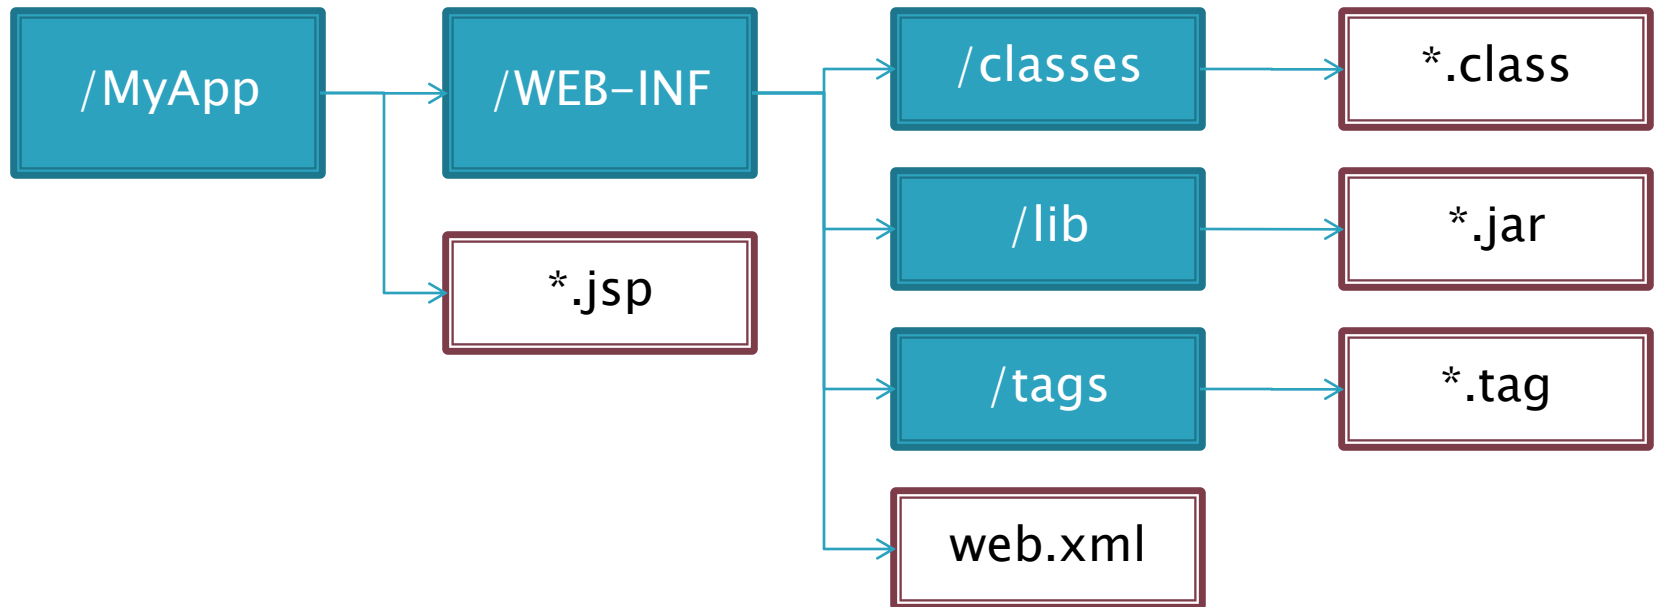 /MyApp
/WEB-INF
*.jsp
/classes
*.class
/lib
*.jar
/tags
*.tag
web.xml